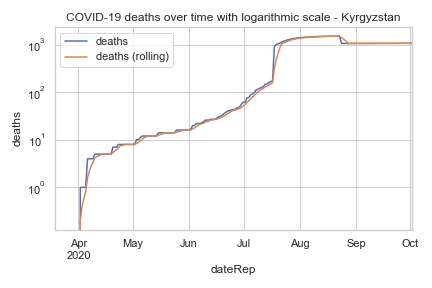 COVID-19 deaths over time with logarithmic scale - Kyrgyzstan
deaths
deaths (rolling)
10³
10²
10¹
10⁰
deaths
Apr May Jun Jul Aug Sep Oct
2020
dateRep